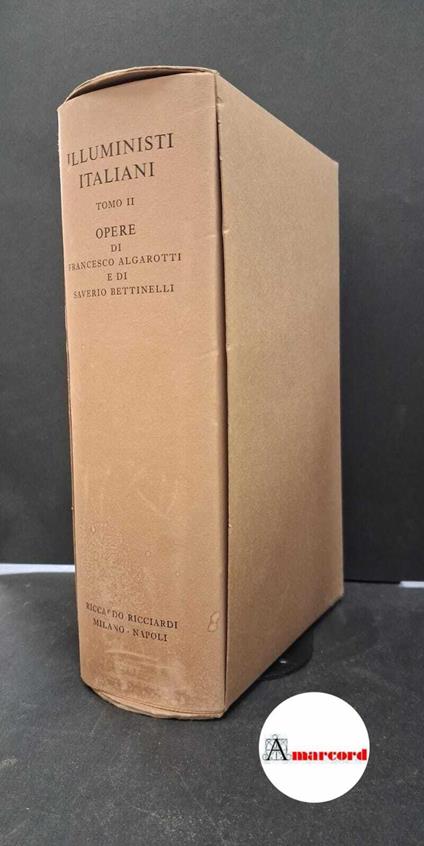 ILLUMINISTI
ITALIANI
TOMO II
OPERE
DI
FRANCESCO ALGAROTTI
E DI
SAVERIO BETTINELLI
RICCARDO RICCIARDI
MILANO · NAPOLI
Amarcord